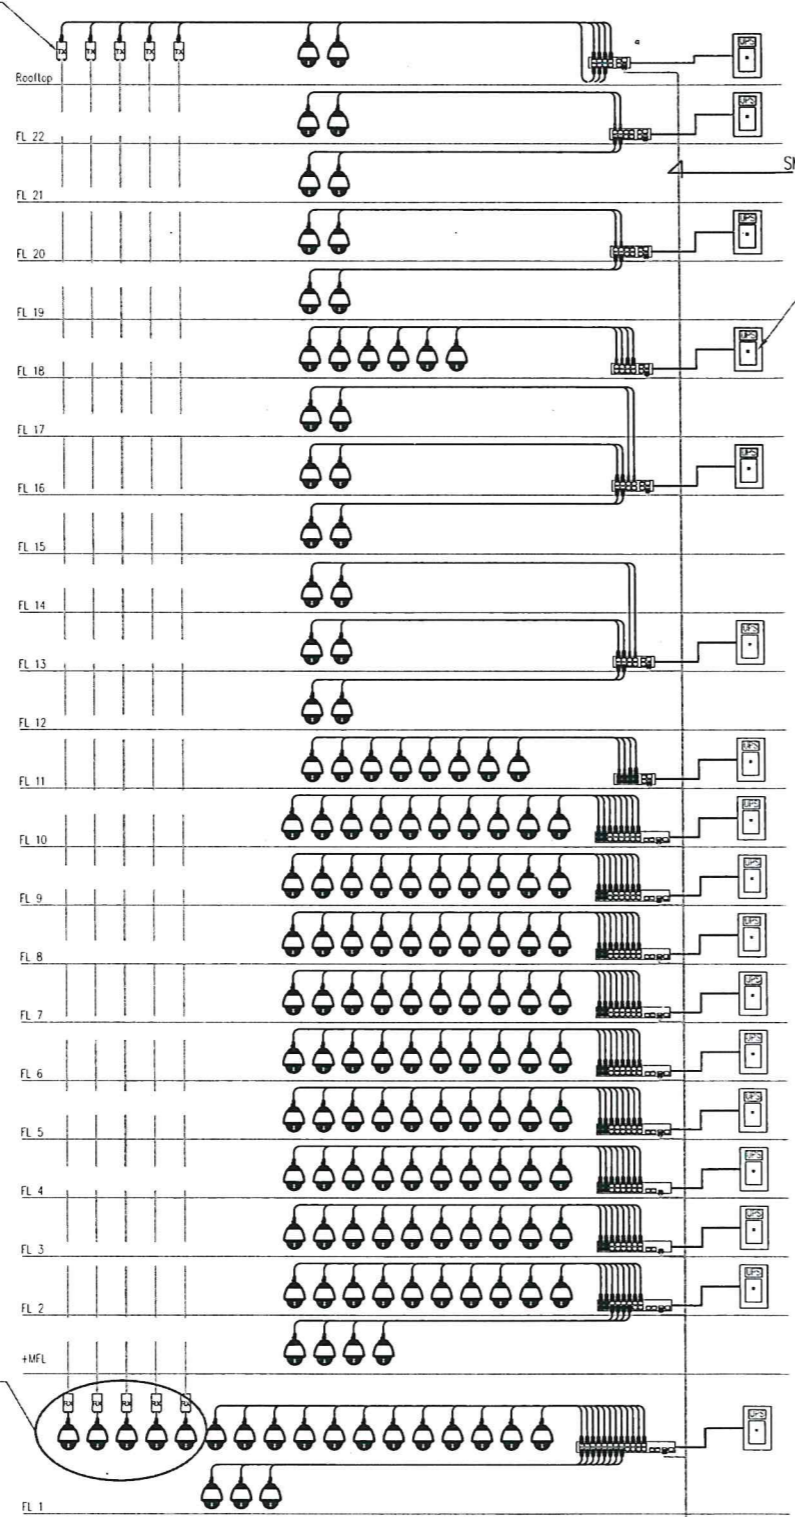 TX TX TX TX TX
UPS
Rooftop
UPS
FL 22
FL 21
UPS
FL 20
FL 19
UPS
FL 18
FL 17
UPS
FL 16
FL 15
FL 14
UPS
FL 13
FL 12
UPS
FL 11
UPS
FL 10
UPS
FL 9
UPS
FL 8
UPS
FL 7
UPS
FL 6
UPS
FL 5
UPS
FL 4
UPS
FL 3
UPS
FL 2
+MFL
RX RX RX RX RX
UPS
FL 1